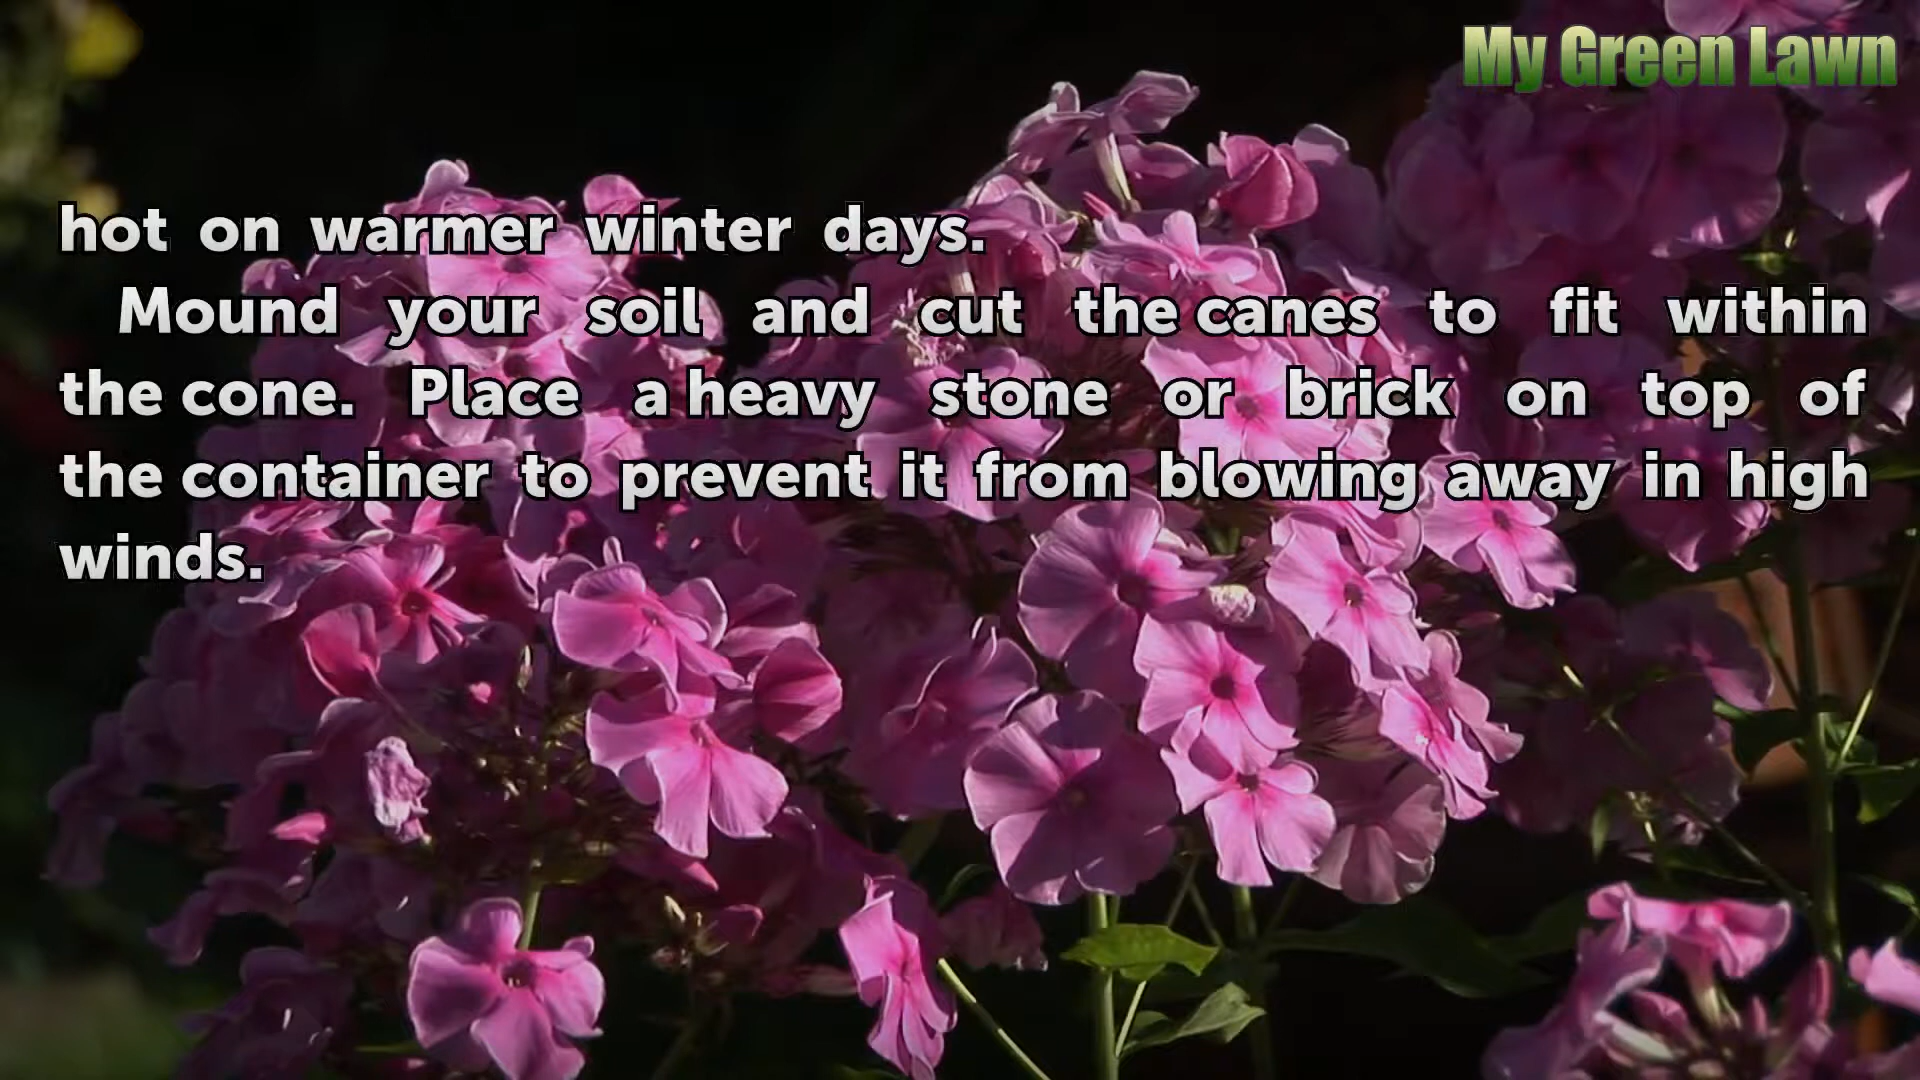 My Green Lawn
hot on warmer winter days.
Mound your soil and cut the canes to fit within
the cone. Place a heavy stone or brick on top of
the container to prevent it from blowing away in high
winds.